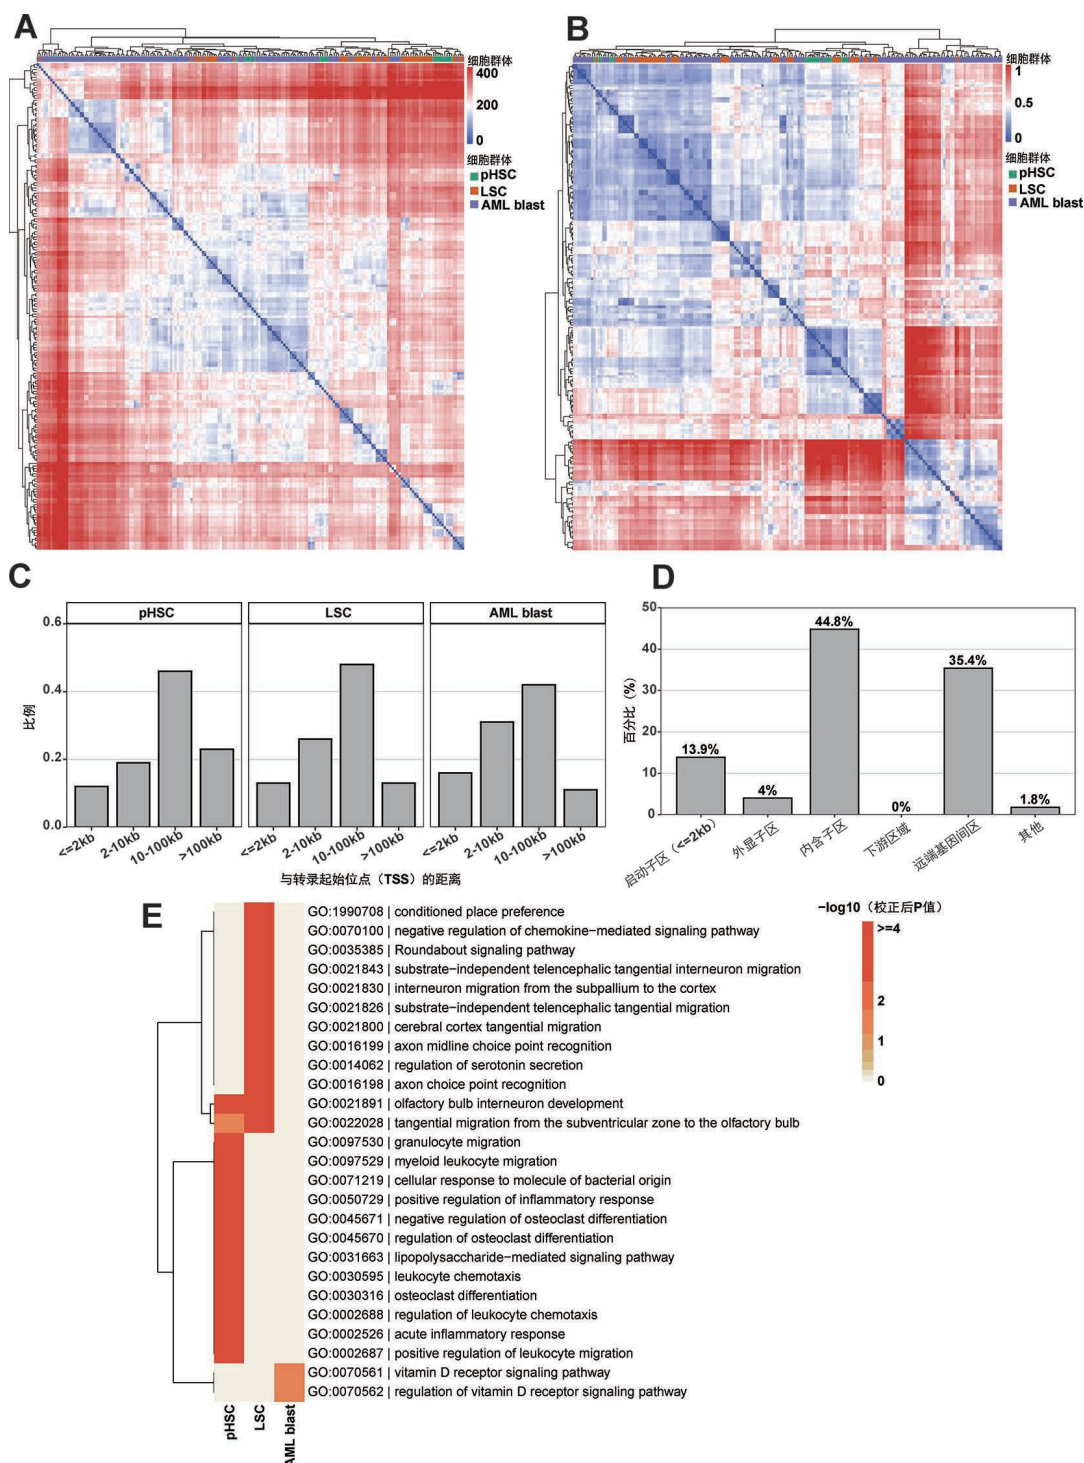 A
细胞群体
400
200
0
细胞群体
pHSC
LSC
AML blast
B
细胞群体
1
0.5
0
细胞群体
pHSC
LSC
AML blast
C
pHSC
LSC
AML blast
0.6
0.4
0.2
0.0
比例
<=2kb
2-10kb
10-100kb
>100kb
<=2kb
2-10kb
10-100kb
>100kb
<=2kb
2-10kb
10-100kb
>100kb
与转录起始位点（TSS）的距离
D
50
40
30
20
10
0
百分比（%）
13.9%
4%
44.8%
0%
35.4%
1.8%
启动子区（<=2kb）
外显子区
内含子区
下游区域
远端基因间区
其他
E
GO:1990708 | conditioned place preference
GO:0070100 | negative regulation of chemokine−mediated signaling pathway
GO:0035385 | Roundabout signaling pathway
GO:0021843 | substrate−independent telencephalic tangential interneuron migration
GO:0021830 | interneuron migration from the subpallium to the cortex
GO:0021826 | substrate−independent telencephalic tangential migration
GO:0021800 | cerebral cortex tangential migration
GO:0016199 | axon midline choice point recognition
GO:0014062 | regulation of serotonin secretion
GO:0016198 | axon choice point recognition
GO:0021891 | olfactory bulb interneuron development
GO:0022028 | tangential migration from the subventricular zone to the olfactory bulb
GO:0097530 | granulocyte migration
GO:0097529 | myeloid leukocyte migration
GO:0071219 | cellular response to molecule of bacterial origin
GO:0050729 | positive regulation of inflammatory response
GO:0045671 | negative regulation of osteoclast differentiation
GO:0045670 | regulation of osteoclast differentiation
GO:0031663 | lipopolysaccharide−mediated signaling pathway
GO:0030595 | leukocyte chemotaxis
GO:0030316 | osteoclast differentiation
GO:0002688 | regulation of leukocyte chemotaxis
GO:0002526 | acute inflammatory response
GO:0002687 | positive regulation of leukocyte migration
GO:0070561 | vitamin D receptor signaling pathway
GO:0070562 | regulation of vitamin D receptor signaling pathway
pHSC
LSC
AML blast
−log10（校正后P值）
>=4
2
1
0